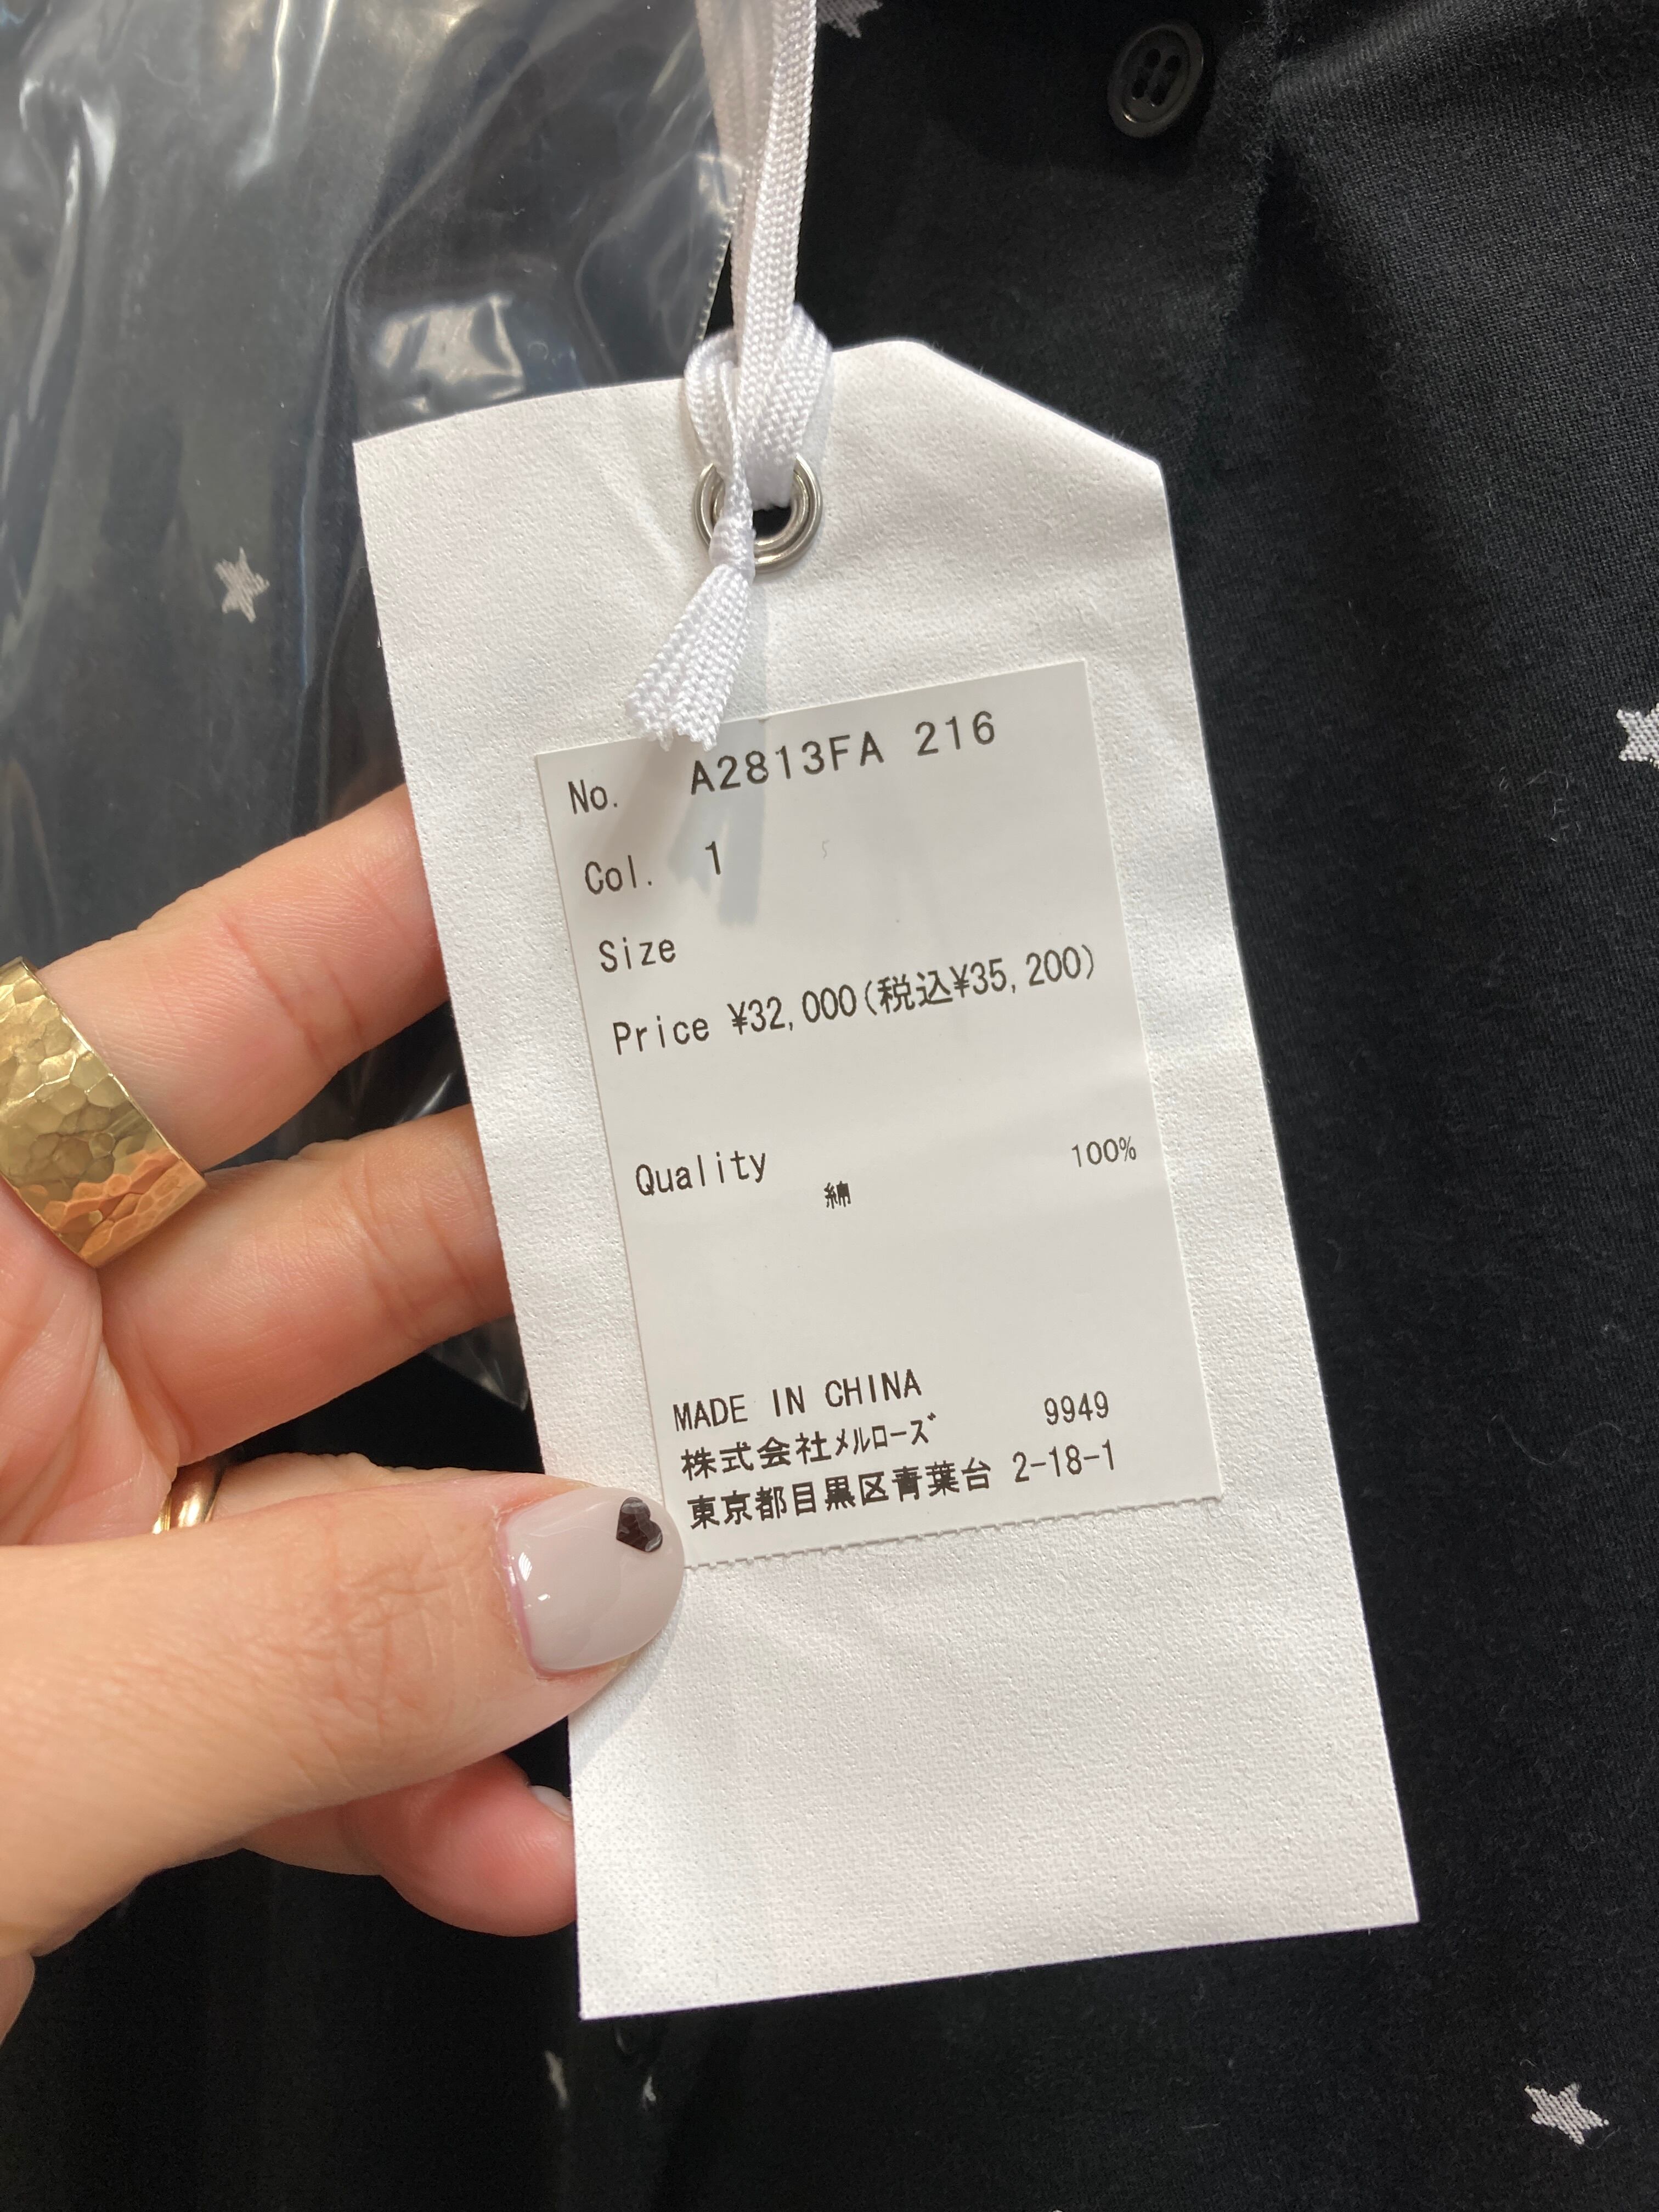 No. A2813FA 216
Col. 1
Size
Price ¥32,000(税込¥35,200)
Quality
綿 100%
MADE IN CHINA
株式会社ﾒﾙﾛｰｽﾞ 9949
東京都目黒区青葉台 2-18-1